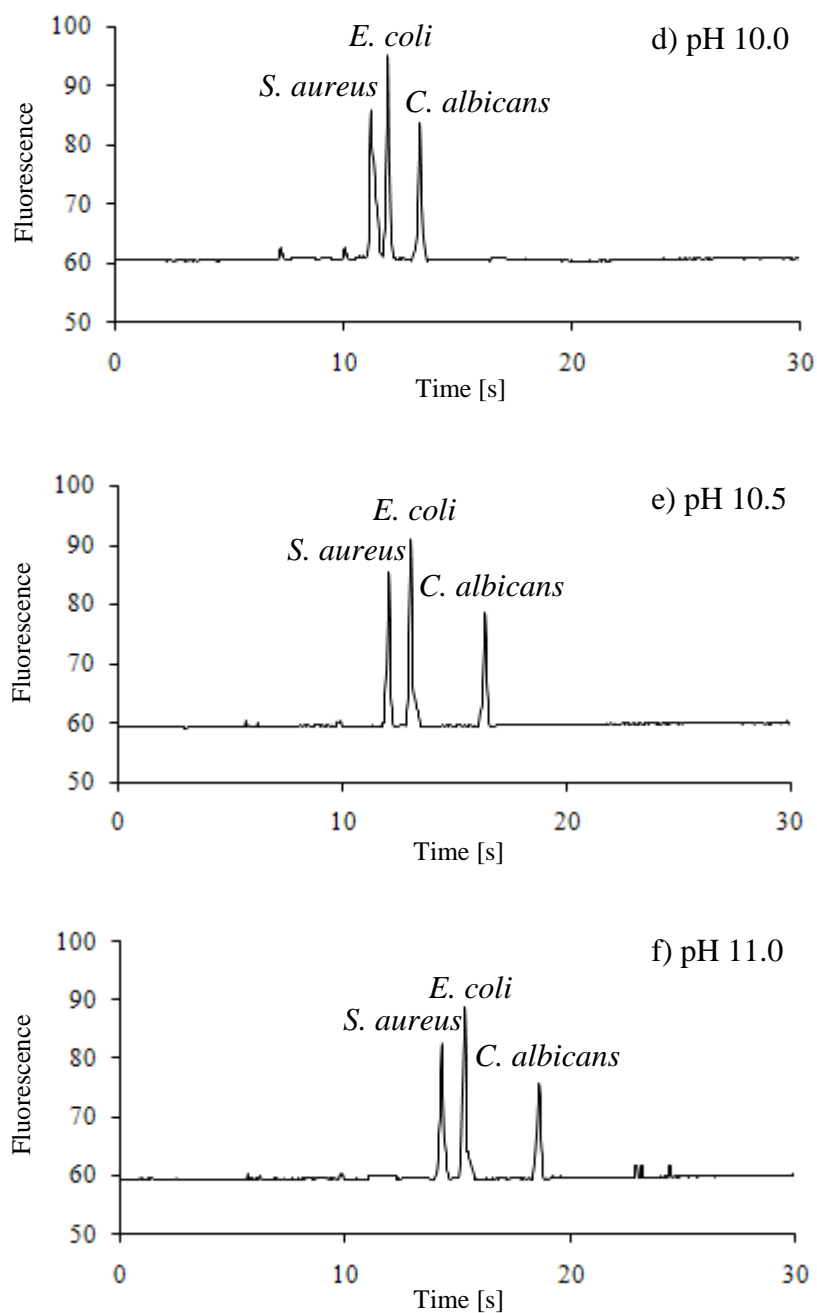 d) pH 10.0
100
90
80
70
60
50
Fluorescence
E. coli
S. aureus
C. albicans
0 10 20 30
Time [s]
e) pH 10.5
100
90
80
70
60
50
Fluorescence
E. coli
S. aureus
C. albicans
0 10 20 30
Time [s]
f) pH 11.0
100
90
80
70
60
50
Fluorescence
E. coli
S. aureus
C. albicans
0 10 20 30
Time [s]